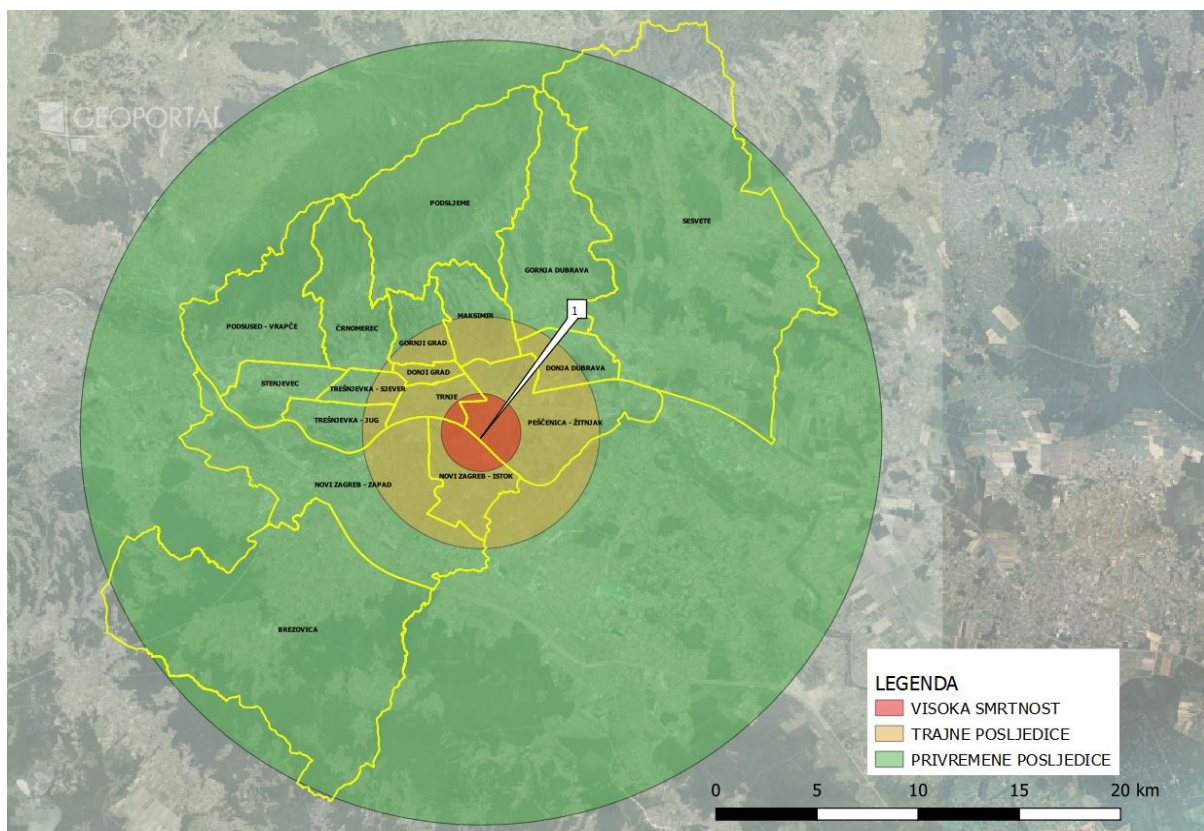 GEOPORTAL
PODSLJEME
SESVETE
GORNJA DUBRAVA
1
MAKSIMIR
PODSUSED - VRAPČE
ČRNOMEREC
GORNJI GRAD
DONJI GRAD
DONJA DUBRAVA
STENJEVEC
TREŠNJEVKA - SJEVER
TRNJE
TREŠNJEVKA - JUG
PEŠČENICA - ŽITNJAK
NOVI ZAGREB - ISTOK
NOVI ZAGREB - ZAPAD
BREZOVICA
LEGENDA
VISOKA SMRTNOST
TRAJNE POSLJEDICE
PRIVREMENE POSLJEDICE
0 5 10 15 20 km